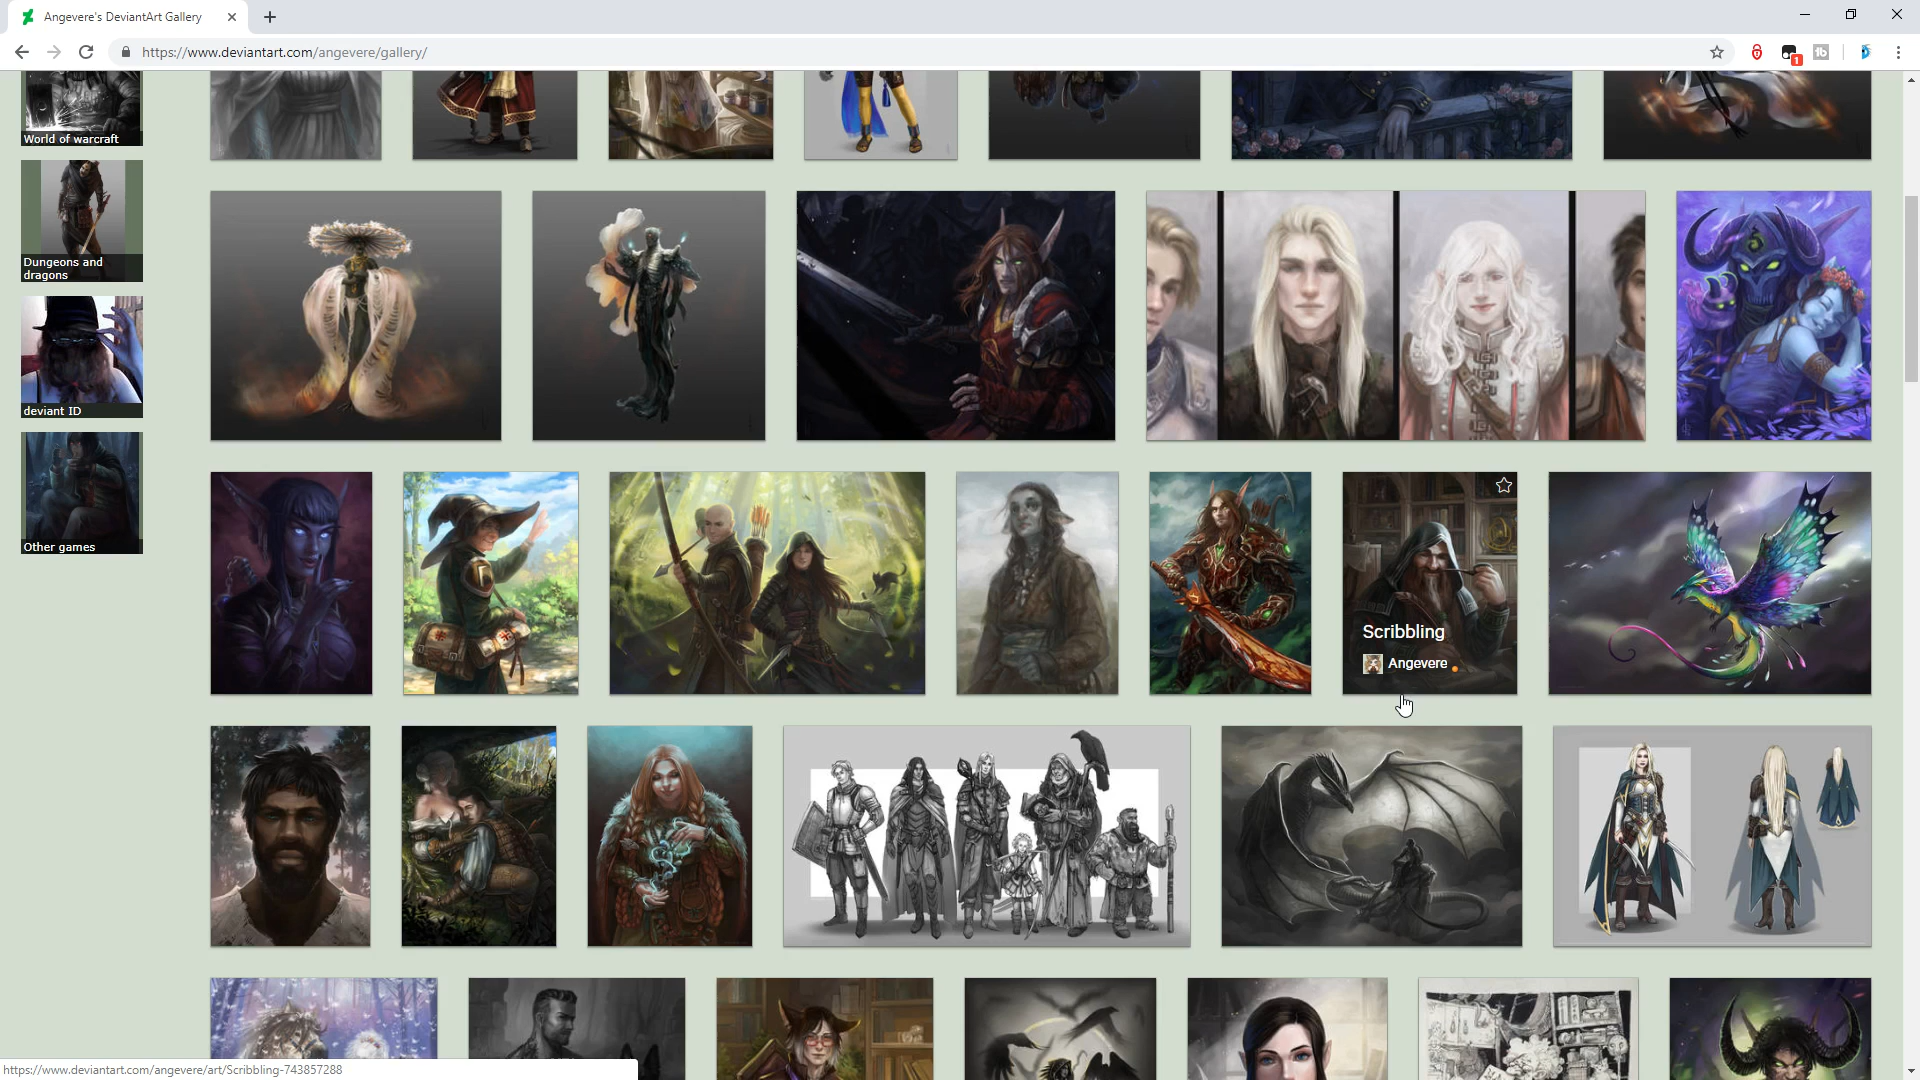 Angevere's DeviantArt Gallery
https://www.deviantart.com/angevere/gallery/
1
World of warcraft
Dungeons and
dragons
deviant ID
Other games
Scribbling
Angevere
https://www.deviantart.com/angevere/art/Scribbling-743857288